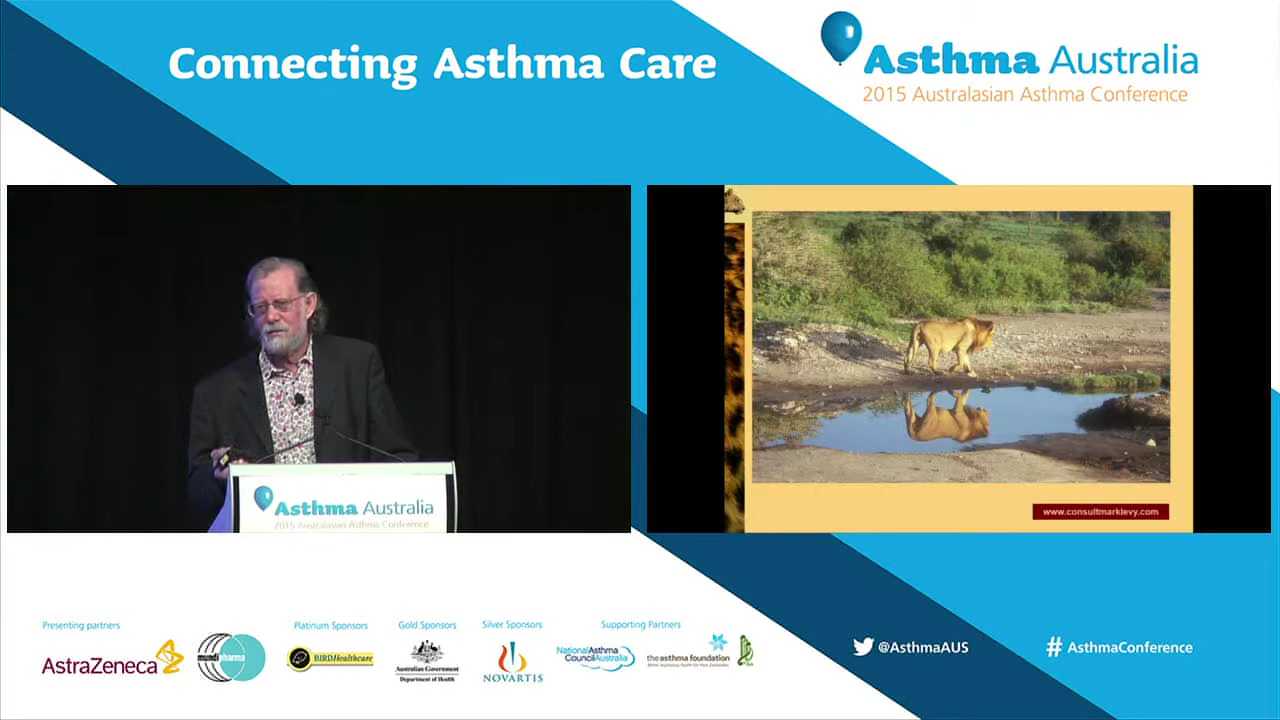 Connecting Asthma Care
Asthma Australia
2015 Australasian Asthma Conference
Asthma Australia
2015 Australasian Asthma Conference
www.consultmarklevy.com
Presenting partners
AstraZeneca
mundipharma
Platinum Sponsors
BIRDHealthcare
Gold Sponsors
Australian Government
Department of Health
Silver Sponsors
NOVARTIS
Supporting Partners
National Asthma
Council Australia
the asthma foundation
@AsthmaAUS
# AsthmaConference